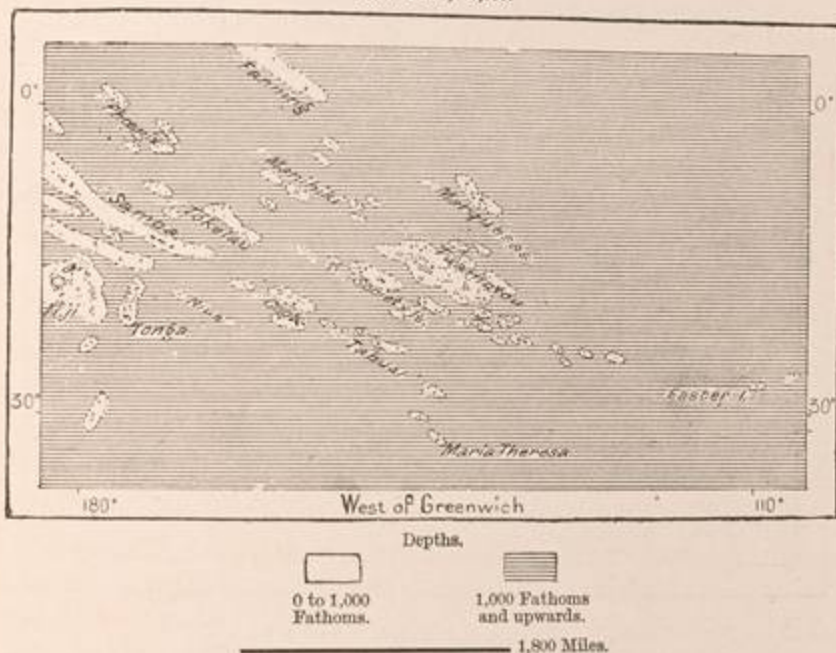 Fanning
0°
0°
Phœnix
Manihiki
Marquesas
Samoa
Tokelau
Tuamotou
Society Is
Fiji
Niue
Cook
Tonga
Tubuai
30°
Easter I.
30°
Maria Theresa
180°
West of Greenwich
110°
Depths.
0 to 1,000
Fathoms.
1,000 Fathoms
and upwards.
1,800 Miles.